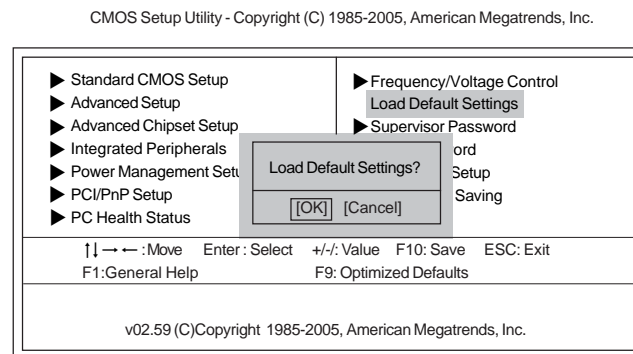 CMOS Setup Utility - Copyright (C) 1985-2005, American Megatrends, Inc.
▶ Standard CMOS Setup
▶ Advanced Setup
▶ Advanced Chipset Setup
▶ Integrated Peripherals
▶ Power Management Setu
▶ PCI/PnP Setup
▶ PC Health Status
▶ Frequency/Voltage Control
Load Default Settings
▶ Supervisor Password
ord
Setup
Saving
Load Default Settings?
[OK] [Cancel]
↑↓→← : Move Enter : Select +/-/: Value F10: Save ESC: Exit
F1:General Help F9: Optimized Defaults
v02.59 (C)Copyright 1985-2005, American Megatrends, Inc.